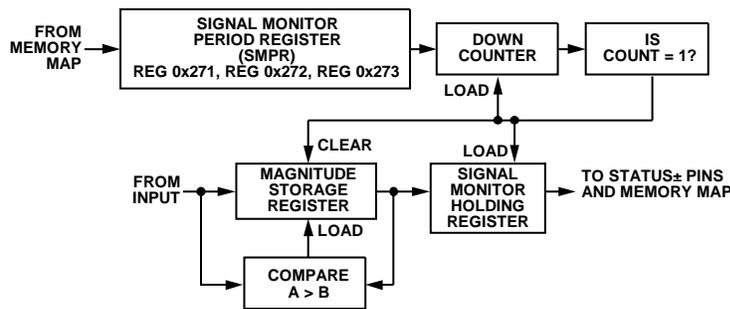 FROM
MEMORY
MAP
SIGNAL MONITOR
PERIOD REGISTER
(SMPR)
REG 0x271, REG 0x272, REG 0x273
DOWN
COUNTER
IS
COUNT = 1?
LOAD
CLEAR
LOAD
FROM
INPUT
MAGNITUDE
STORAGE
REGISTER
SIGNAL
MONITOR
HOLDING
REGISTER
TO STATUS± PINS
AND MEMORY MAP
LOAD
COMPARE
A > B